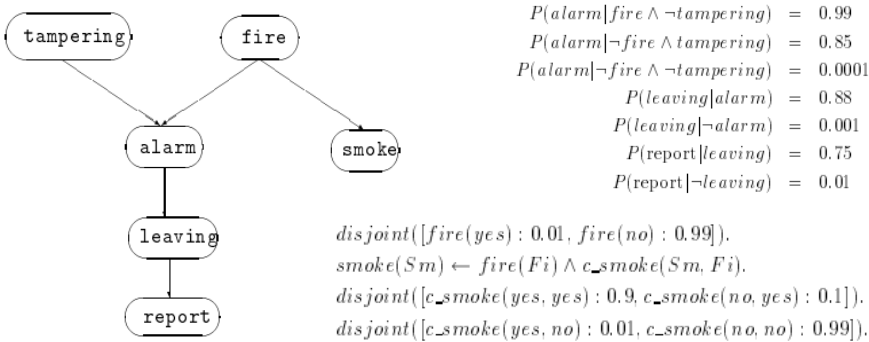 tampering
fire
alarm
smoke
leaving
report
P(alarm|fire ∧ ¬tampering) = 0.99
P(alarm|¬fire ∧ tampering) = 0.85
P(alarm|¬fire ∧ ¬tampering) = 0.0001
P(leaving|alarm) = 0.88
P(leaving|¬alarm) = 0.001
P(report|leaving) = 0.75
P(report|¬leaving) = 0.01
disjoint([fire(yes) : 0.01, fire(no) : 0.99]).
smoke(Sm) ← fire(Fi) ∧ c_smoke(Sm, Fi).
disjoint([c_smoke(yes, yes) : 0.9, c_smoke(no, yes) : 0.1]).
disjoint([c_smoke(yes, no) : 0.01, c_smoke(no, no) : 0.99]).